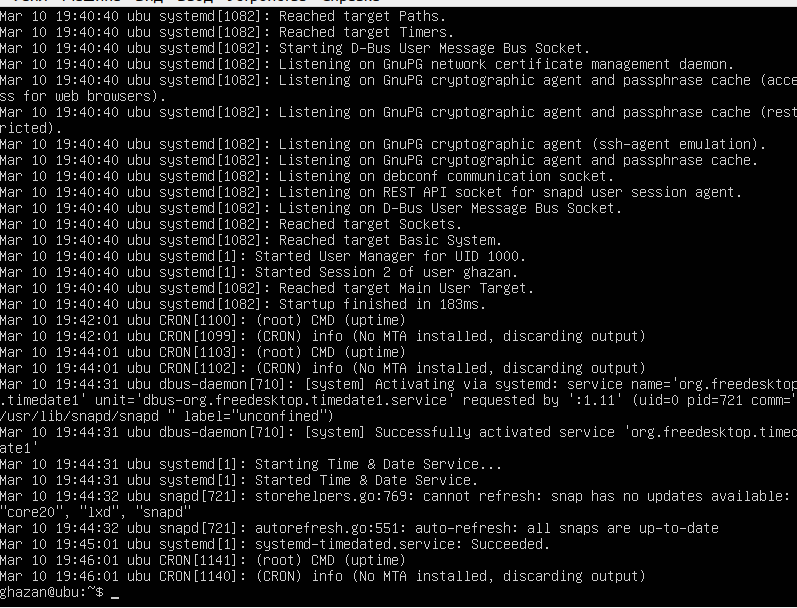 Mar 10 19:40:40 ubu systemd[1082]: Reached target Paths.
Mar 10 19:40:40 ubu systemd[1082]: Reached target Timers.
Mar 10 19:40:40 ubu systemd[1082]: Starting D-Bus User Message Bus Socket.
Mar 10 19:40:40 ubu systemd[1082]: Listening on GnuPG network certificate management daemon.
Mar 10 19:40:40 ubu systemd[1082]: Listening on GnuPG cryptographic agent and passphrase cache (acce
ss for web browsers).
Mar 10 19:40:40 ubu systemd[1082]: Listening on GnuPG cryptographic agent and passphrase cache (rest
ricted).
Mar 10 19:40:40 ubu systemd[1082]: Listening on GnuPG cryptographic agent (ssh-agent emulation).
Mar 10 19:40:40 ubu systemd[1082]: Listening on GnuPG cryptographic agent and passphrase cache.
Mar 10 19:40:40 ubu systemd[1082]: Listening on debconf communication socket.
Mar 10 19:40:40 ubu systemd[1082]: Listening on REST API socket for snapd user session agent.
Mar 10 19:40:40 ubu systemd[1082]: Listening on D-Bus User Message Bus Socket.
Mar 10 19:40:40 ubu systemd[1082]: Reached target Sockets.
Mar 10 19:40:40 ubu systemd[1082]: Reached target Basic System.
Mar 10 19:40:40 ubu systemd[1]: Started User Manager for UID 1000.
Mar 10 19:40:40 ubu systemd[1]: Started Session 2 of user ghazan.
Mar 10 19:40:40 ubu systemd[1082]: Reached target Main User Target.
Mar 10 19:40:40 ubu systemd[1082]: Startup finished in 183ms.
Mar 10 19:42:01 ubu CRON[1100]: (root) CMD (uptime)
Mar 10 19:42:01 ubu CRON[1099]: (CRON) info (No MTA installed, discarding output)
Mar 10 19:44:01 ubu CRON[1103]: (root) CMD (uptime)
Mar 10 19:44:01 ubu CRON[1102]: (CRON) info (No MTA installed, discarding output)
Mar 10 19:44:31 ubu dbus-daemon[710]: [system] Activating via systemd: service name='org.freedesktop
.timedate1' unit='dbus-org.freedesktop.timedate1.service' requested by ':1.11' (uid=0 pid=721 comm="
/usr/lib/snapd/snapd " label="unconfined")
Mar 10 19:44:31 ubu dbus-daemon[710]: [system] Successfully activated service 'org.freedesktop.timed
ate1'
Mar 10 19:44:31 ubu systemd[1]: Starting Time & Date Service...
Mar 10 19:44:31 ubu systemd[1]: Started Time & Date Service.
Mar 10 19:44:32 ubu snapd[721]: storehelpers.go:769: cannot refresh: snap has no updates available:
"core20", "lxd", "snapd"
Mar 10 19:44:32 ubu snapd[721]: autorefresh.go:551: auto-refresh: all snaps are up-to-date
Mar 10 19:45:01 ubu systemd[1]: systemd-timedated.service: Succeeded.
Mar 10 19:46:01 ubu CRON[1141]: (root) CMD (uptime)
Mar 10 19:46:01 ubu CRON[1140]: (CRON) info (No MTA installed, discarding output)
ghazan@ubu:~$ _